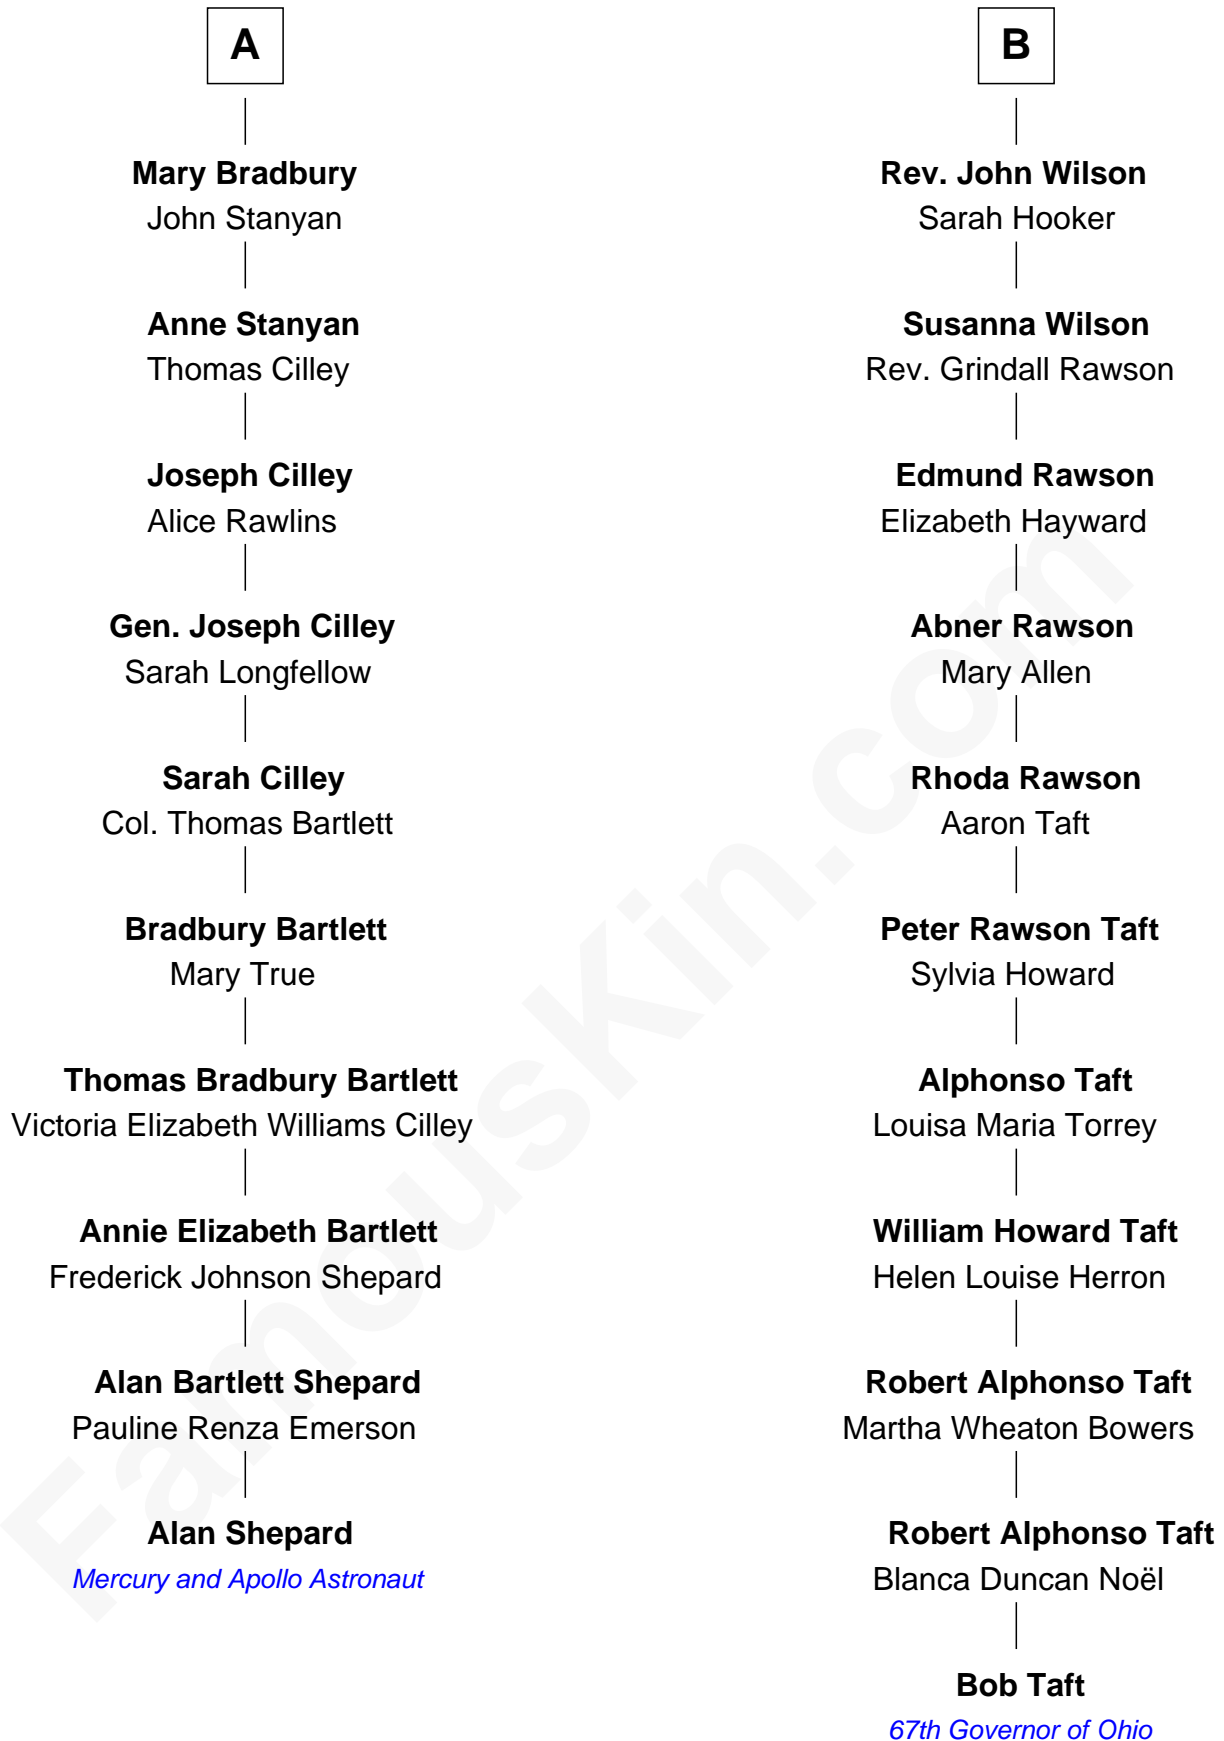 A
Mary Bradbury
John Stanyan
Anne Stanyan
Thomas Cilley
Joseph Cilley
Alice Rawlins
Gen. Joseph Cilley
Sarah Longfellow
Sarah Cilley
Col. Thomas Bartlett
Bradbury Bartlett
Mary True
Thomas Bradbury Bartlett
Victoria Elizabeth Williams Cilley
Annie Elizabeth Bartlett
Frederick Johnson Shepard
Alan Bartlett Shepard
Pauline Renza Emerson
Alan Shepard
Mercury and Apollo Astronaut
B
Rev. John Wilson
Sarah Hooker
Susanna Wilson
Rev. Grindall Rawson
Edmund Rawson
Elizabeth Hayward
Abner Rawson
Mary Allen
Rhoda Rawson
Aaron Taft
Peter Rawson Taft
Sylvia Howard
Alphonso Taft
Louisa Maria Torrey
William Howard Taft
Helen Louise Herron
Robert Alphonso Taft
Martha Wheaton Bowers
Robert Alphonso Taft
Blanca Duncan Noël
Bob Taft
67th Governor of Ohio
FamousKin.com